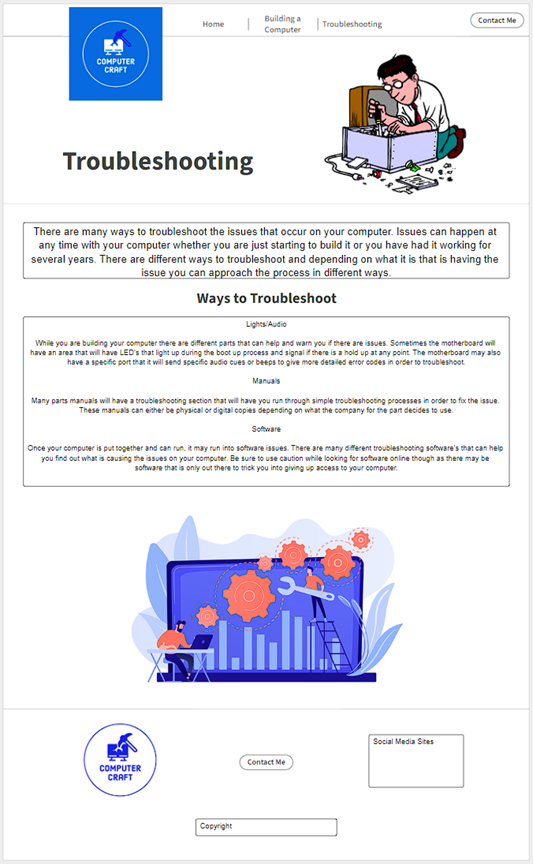 COMPUTER
CRAFT
Home | Building a
Computer | Troubleshooting
Contact Me
Troubleshooting
There are many ways to troubleshoot the issues that occur on your computer. Issues can happen at
any time with your computer whether you are just starting to build it or you have had it working for
several years. There are different ways to troubleshoot and depending on what it is that is having the
issue you can approach the process in different ways.
Ways to Troubleshoot
Lights/Audio
While you are building your computer there are different parts that can help and warn you if there are issues. Sometimes the motherboard will
have an area that will have LED's that light up during the boot up process and signal if there is a hold up at any point. The motherboard may also
have a specific port that it will send specific audio cues or beeps to give more detailed error codes in order to troubleshoot.
Manuals
Many parts manuals will have a troubleshooting section that will have you run through simple troubleshooting processes in order to fix the issue.
These manuals can either be physical or digital copies depending on what the company for the part decides to use.
Software
Once your computer is put together and can run, it may run into software issues. There are many different troubleshooting software's that can help
you find out what is causing the issues on your computer. Be sure to use caution while looking for software online though as there may be
software that is only out there to trick you into giving up access to your computer.
COMPUTER
CRAFT
Contact Me
Social Media Sites
Copyright